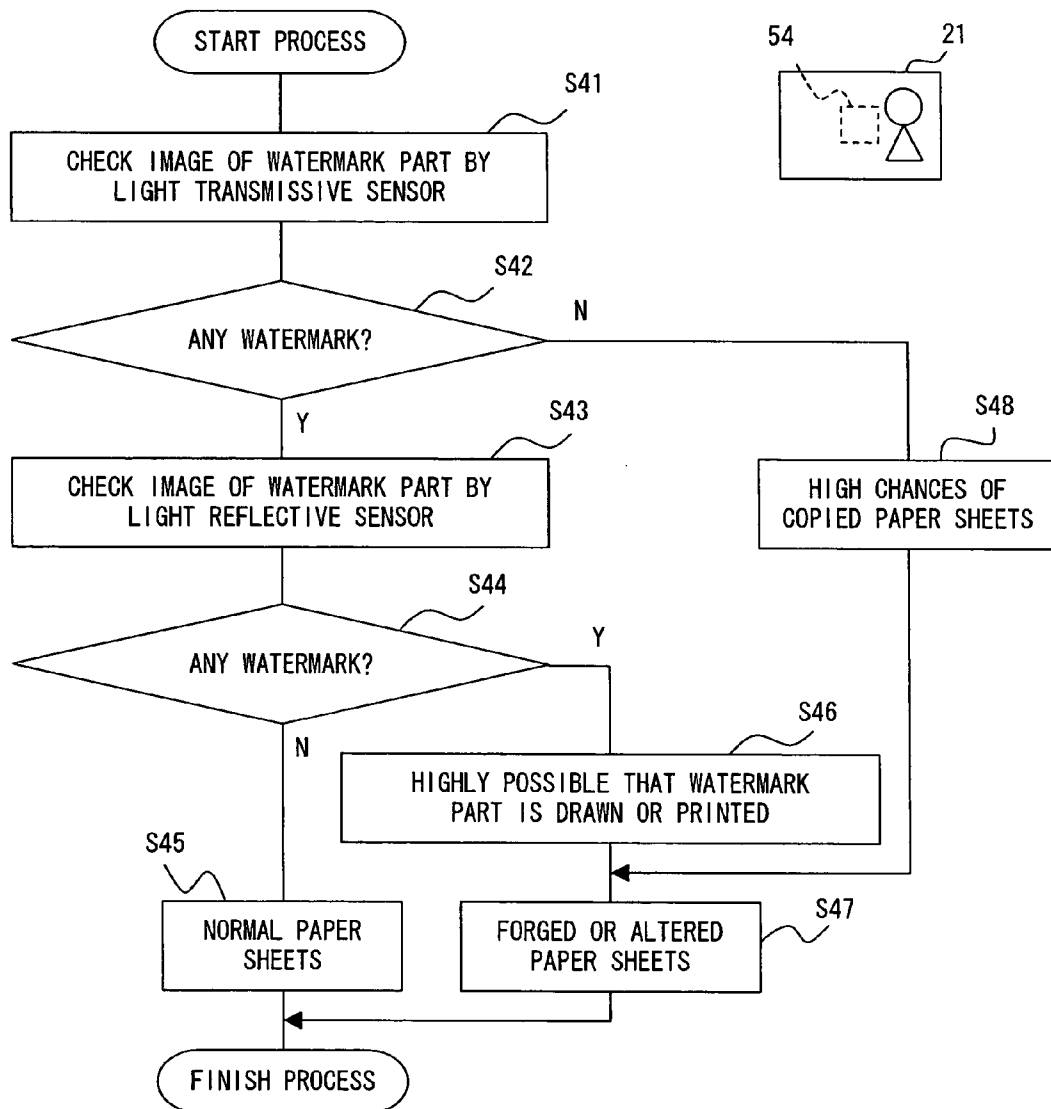 START PROCESS
54
21
S41
CHECK IMAGE OF WATERMARK PART BY
LIGHT TRANSMISSIVE SENSOR
S42
N
ANY WATERMARK?
Y
S43
S48
CHECK IMAGE OF WATERMARK PART BY
LIGHT REFLECTIVE SENSOR
HIGH CHANCES OF
COPIED PAPER SHEETS
S44
Y
ANY WATERMARK?
N
S46
HIGHLY POSSIBLE THAT WATERMARK
PART IS DRAWN OR PRINTED
S45
S47
NORMAL PAPER
SHEETS
FORGED OR ALTERED
PAPER SHEETS
FINISH PROCESS